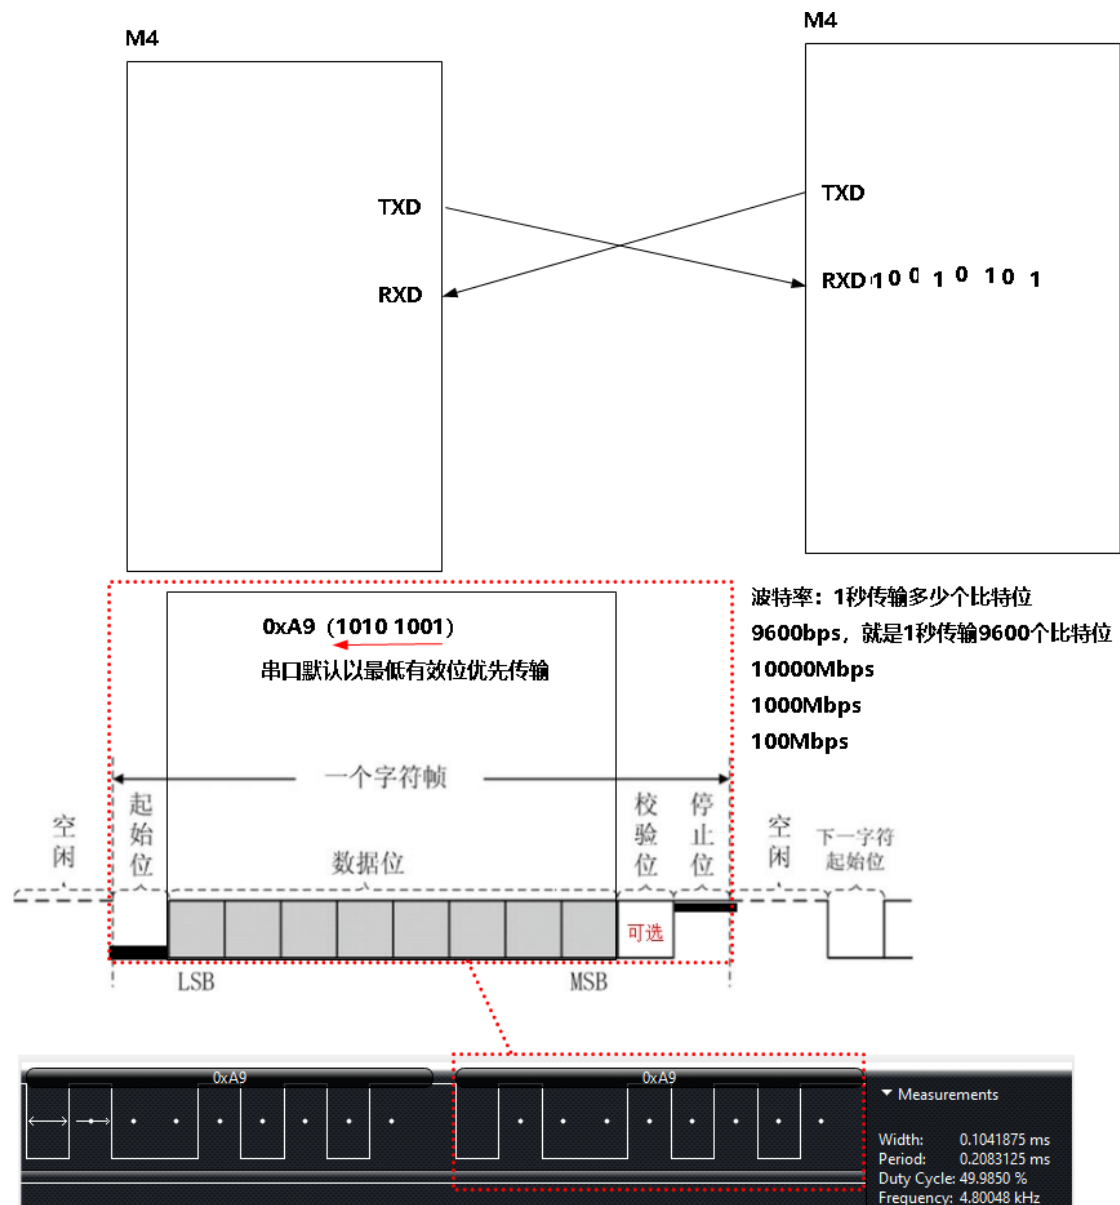 M4
M4
TXD
TXD
RXD
RXD 1 0 0 1 0 1 0 1
波特率：1秒传输多少个比特位
9600bps，就是1秒传输9600个比特位
10000Mbps
1000Mbps
100Mbps
0xA9（1010 1001）
串口默认以最低有效位优先传输
一个字符帧
空闲
起始位
数据位
校验位
停止位
空闲
下一字符
起始位
可选
LSB
MSB
0xA9
0xA9
Measurements
Width: 0.1041875 ms
Period: 0.2083125 ms
Duty Cycle: 49.9850 %
Frequency: 4.80048 kHz